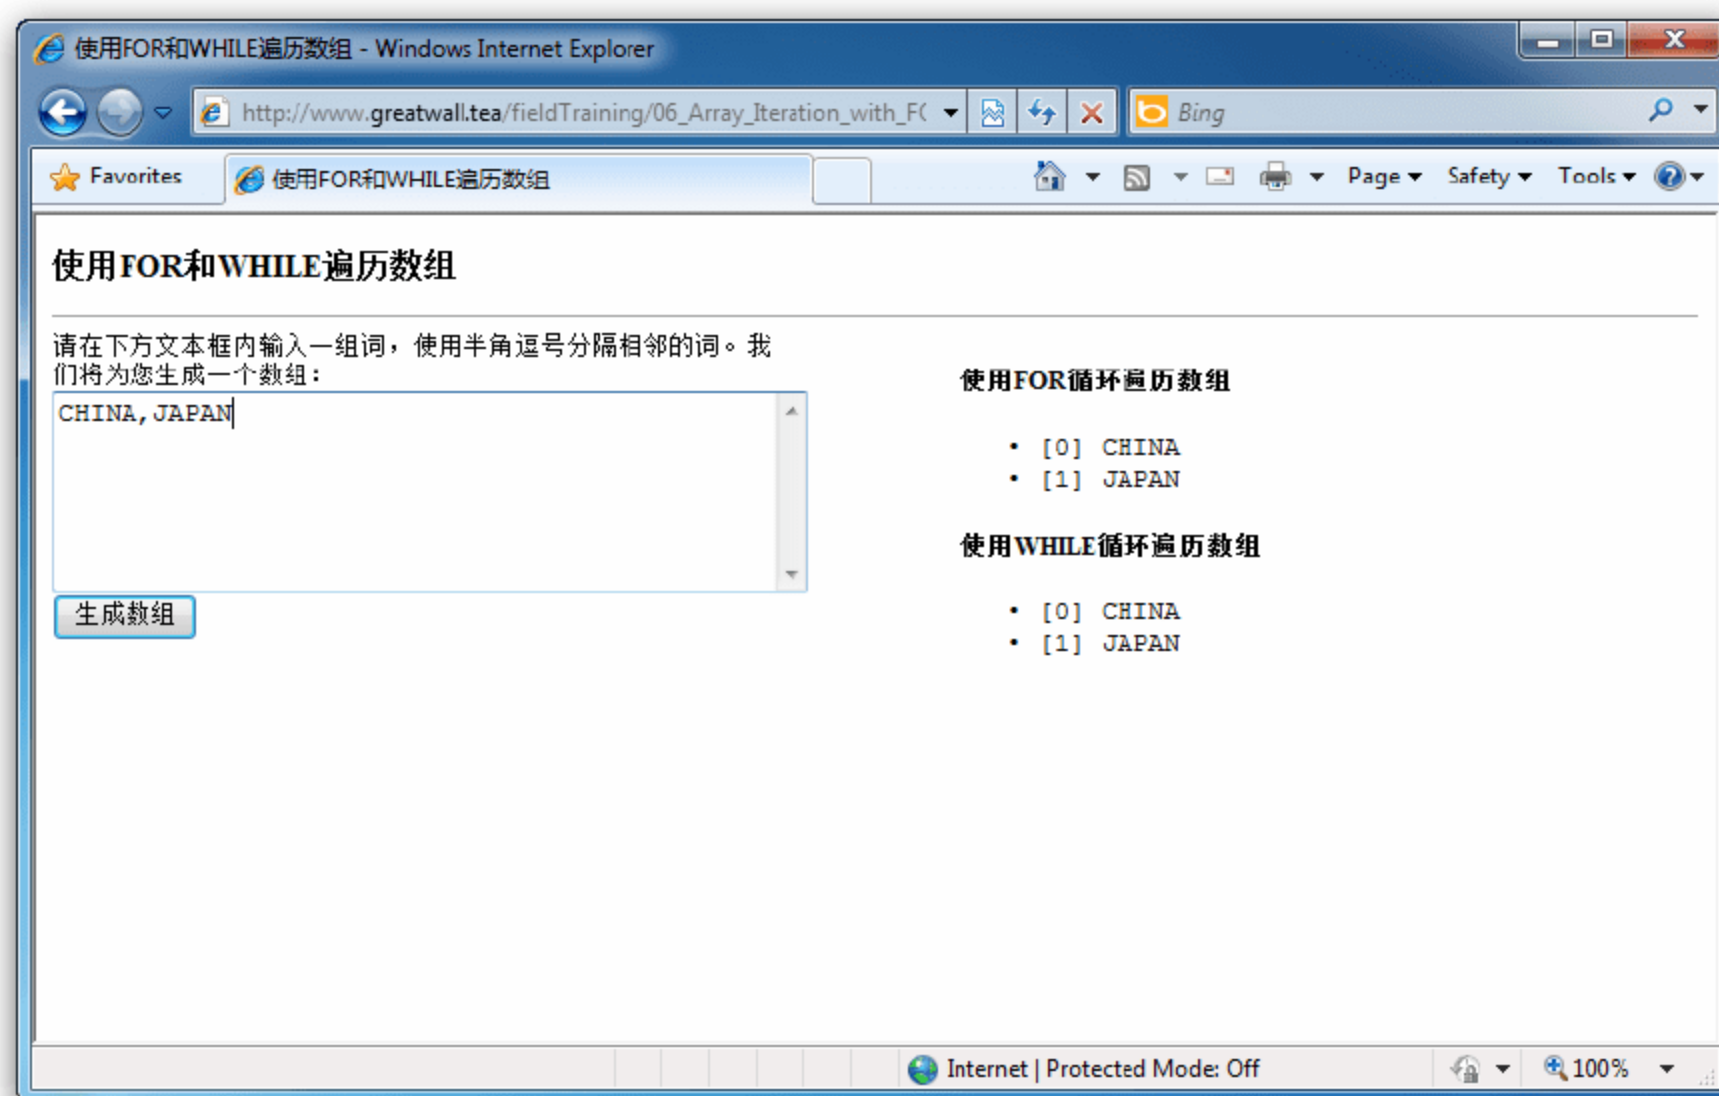 使用FOR和WHILE遍历数组 - Windows Internet Explorer
http://www.greatwall.tea/fieldTraining/06_Array_Iteration_with_F
Bing
Favorites
使用FOR和WHILE遍历数组
Page
Safety
Tools
使用FOR和WHILE遍历数组
请在下方文本框内输入一组词，使用半角逗号分隔相邻的词。我
们将为您生成一个数组：
CHINA,JAPAN
生成数组
使用FOR循环遍历数组
• [0] CHINA
• [1] JAPAN
使用WHILE循环遍历数组
• [0] CHINA
• [1] JAPAN
Internet | Protected Mode: Off
100%